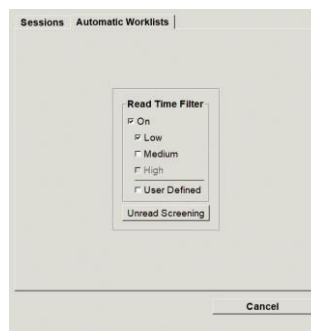 Sessions Automatic Worklists
Read Time Filter
On
Low
Medium
High
User Defined
Unread Screening
Cancel